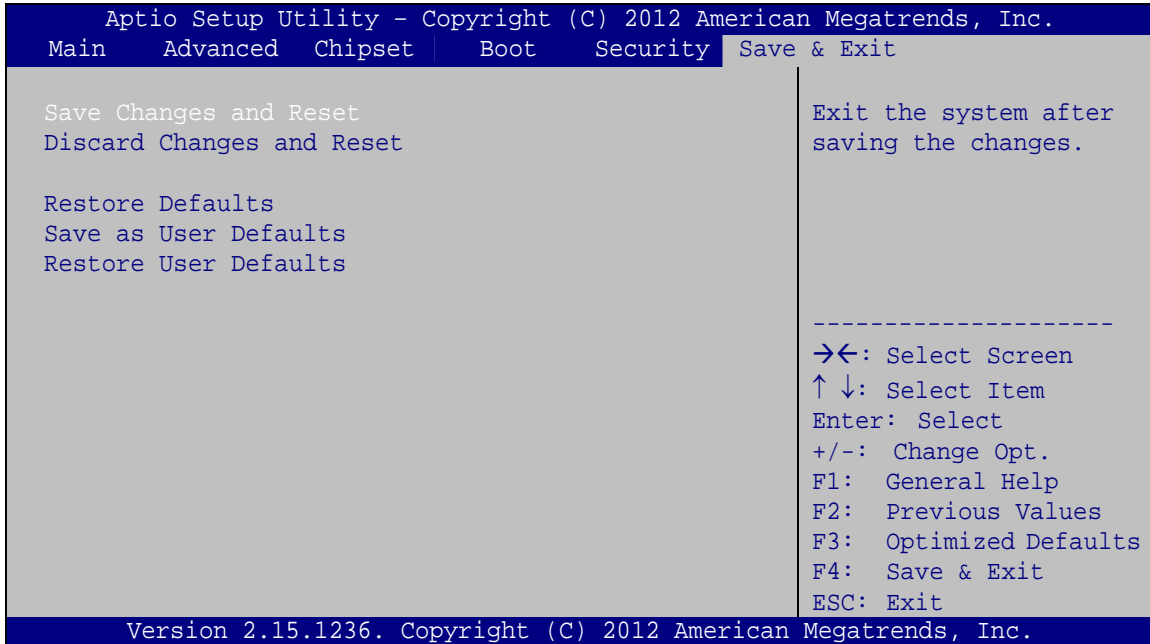 Aptio Setup Utility – Copyright (C) 2012 American Megatrends, Inc.
Main Advanced Chipset Boot Security Save & Exit
Save Changes and Reset
Discard Changes and Reset
Restore Defaults
Save as User Defaults
Restore User Defaults
Exit the system after
saving the changes.
---------------------
→←: Select Screen
↑ ↓: Select Item
Enter: Select
+/-: Change Opt.
F1: General Help
F2: Previous Values
F3: Optimized Defaults
F4: Save & Exit
ESC: Exit
Version 2.15.1236. Copyright (C) 2012 American Megatrends, Inc.